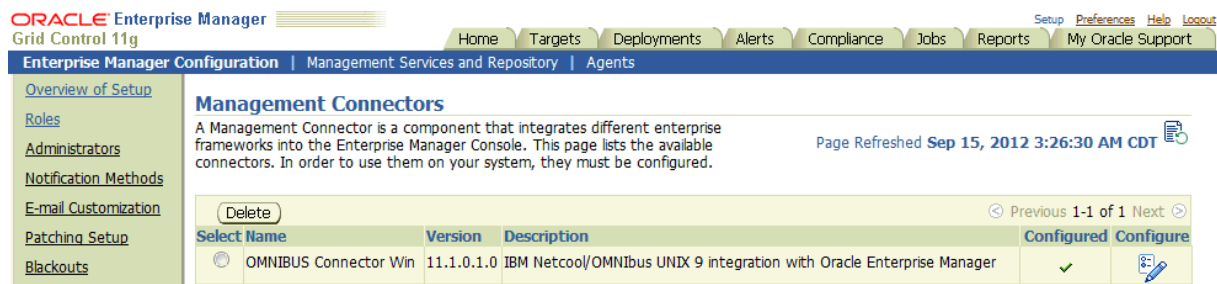 ORACLE Enterprise Manager
Grid Control 11g
Setup Preferences Help Logout
Home Targets Deployments Alerts Compliance Jobs Reports My Oracle Support
Enterprise Manager Configuration | Management Services and Repository | Agents
Overview of Setup
Roles
Administrators
Notification Methods
E-mail Customization
Patching Setup
Blackouts
Management Connectors
A Management Connector is a component that integrates different enterprise
frameworks into the Enterprise Manager Console. This page lists the available
connectors. In order to use them on your system, they must be configured.
Page Refreshed Sep 15, 2012 3:26:30 AM CDT
Delete
Previous 1-1 of 1 Next
Select Name Version Description Configured Configure
OMNIBUS Connector Win 11.1.0.1.0 IBM Netcool/OMNIbus UNIX 9 integration with Oracle Enterprise Manager